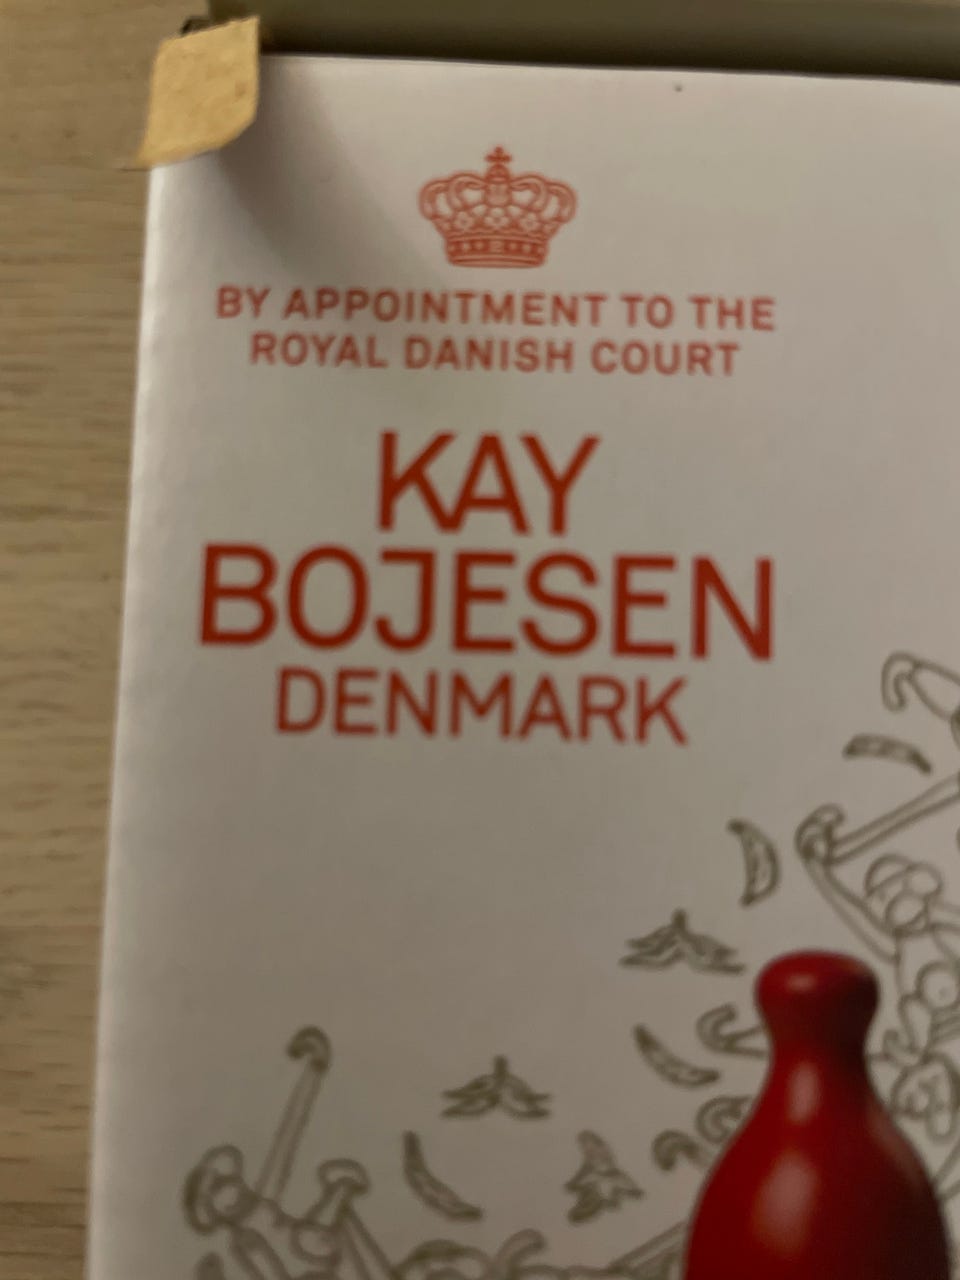 BY APPOINTMENT TO THE
ROYAL DANISH COURT
KAY
BOJESEN
DENMARK